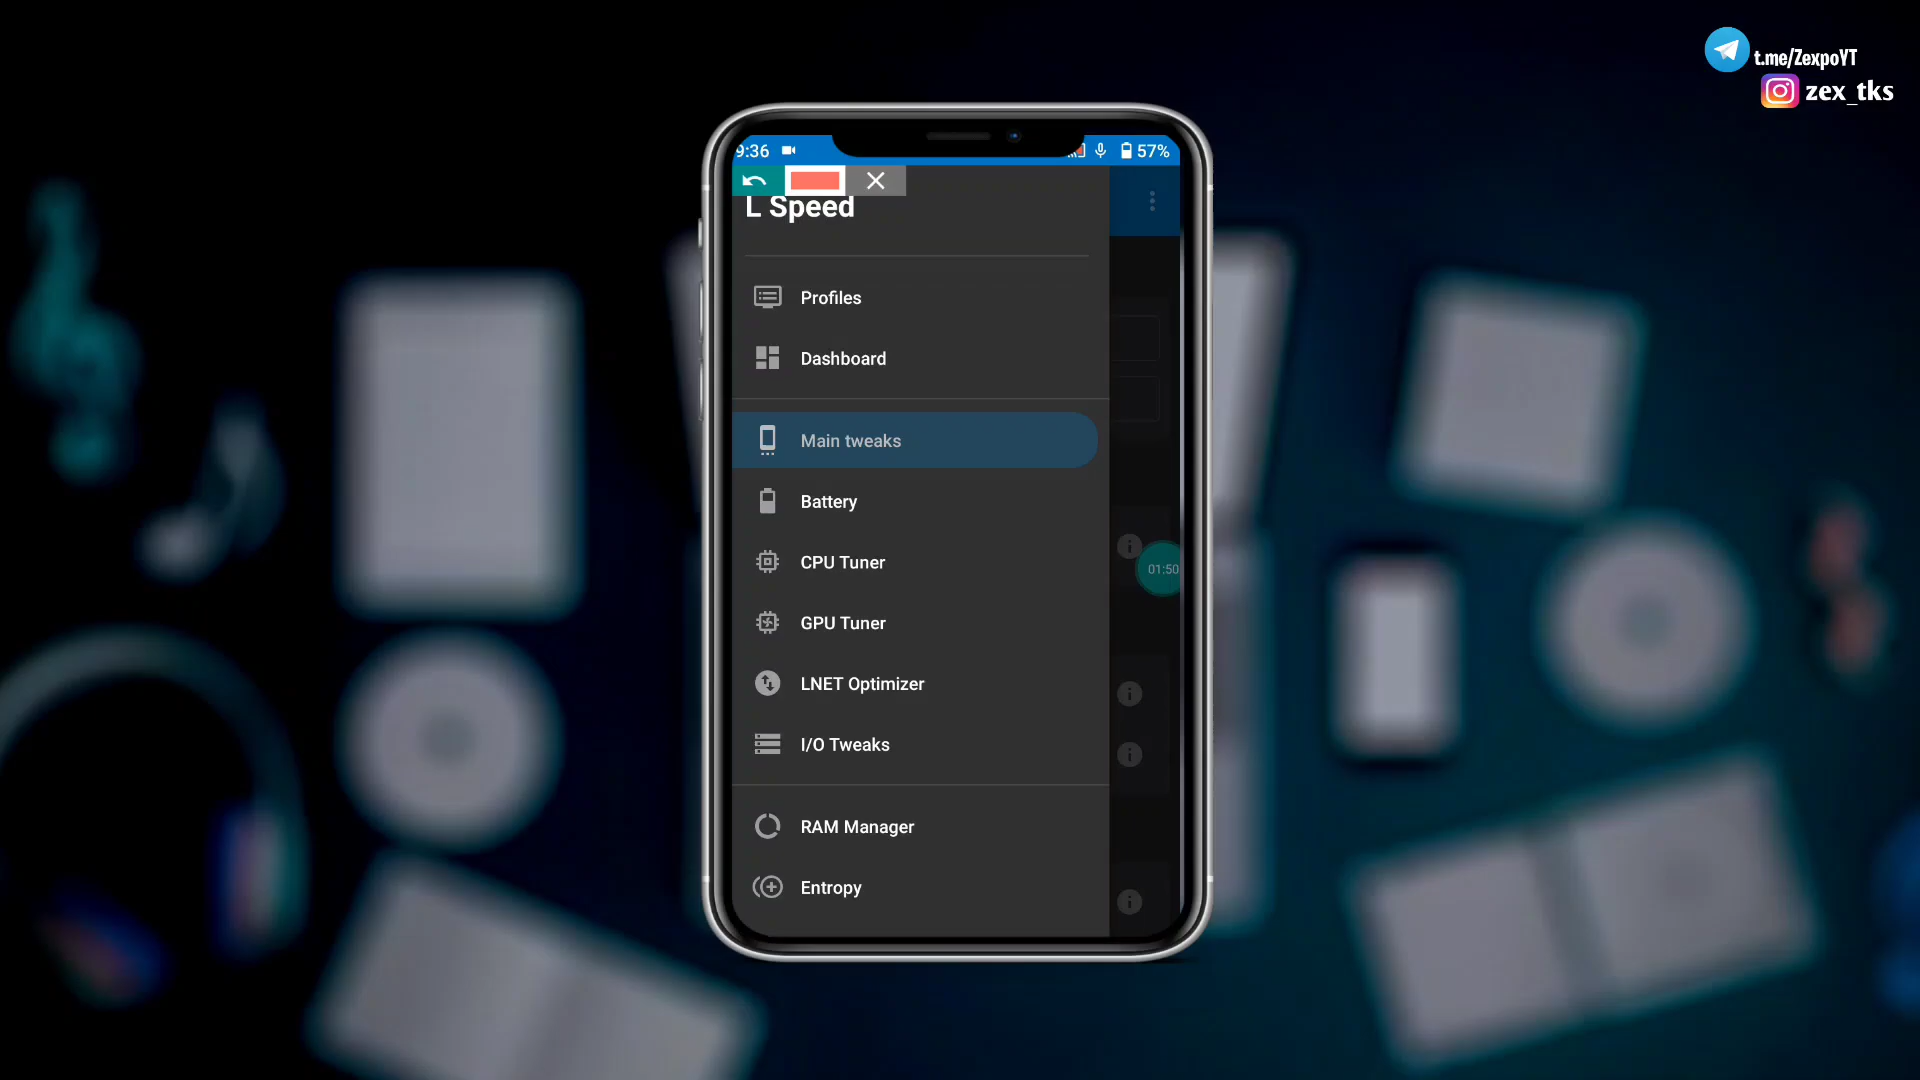 t.me/ZexpoYT
zex_tks
9:36
57%
L Speed
Profiles
Dashboard
Main tweaks
Battery
CPU Tuner
01:50
GPU Tuner
LNET Optimizer
I/O Tweaks
RAM Manager
Entropy